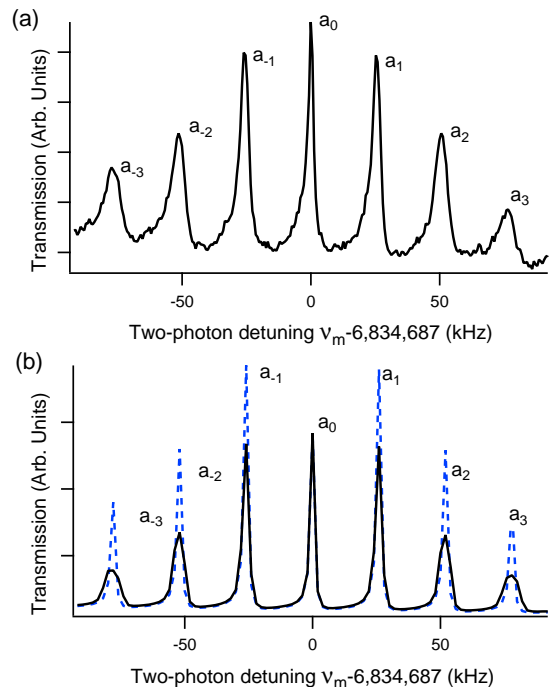 (a)
a₀
a₋₁
a₁
a₋₂
a₂
a₋₃
a₃
Transmission (Arb. Units)
-50
0
50
Two-photon detuning νₘ-6,834,687 (kHz)
(b)
a₋₁
a₁
a₀
a₋₂
a₂
a₋₃
a₃
Transmission (Arb. Units)
-50
0
50
Two-photon detuning νₘ-6,834,687 (kHz)